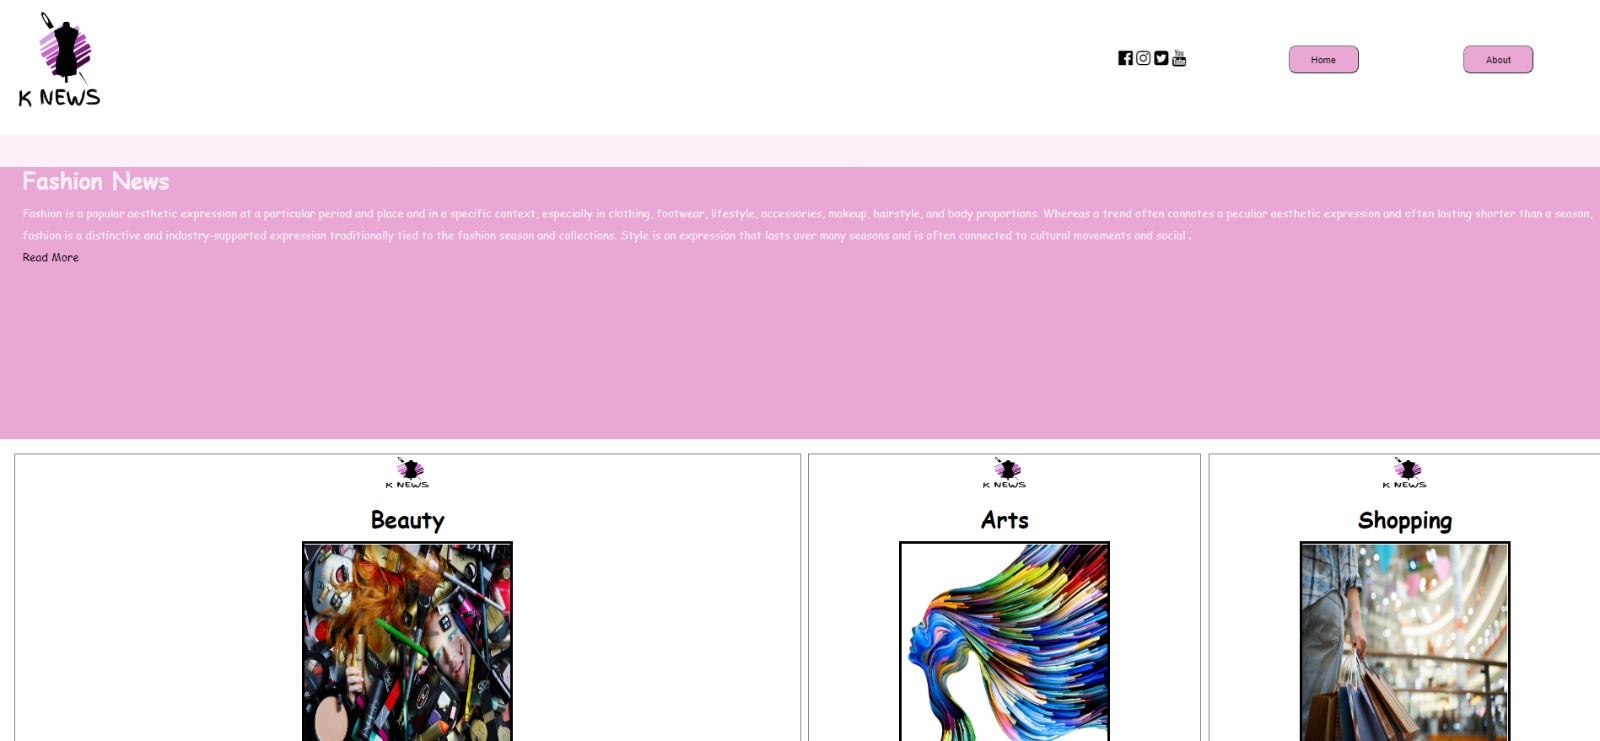 K NEWS
You
Tube
Home
About
Fashion News
Fashion is a popular aesthetic expression at a particular period and place and in a specific context, especially in clothing, footwear, lifestyle, accessories, makeup, hairstyle, and body proportions. Whereas a trend often connotes a peculiar aesthetic expression and often lasting shorter than a season,
fashion is a distinctive and industry-supported expression traditionally tied to the fashion season and collections. Style is an expression that lasts over many seasons and is often connected to cultural movements and social .
Read More
K NEWS
K NEWS
K NEWS
Beauty
Arts
Shopping